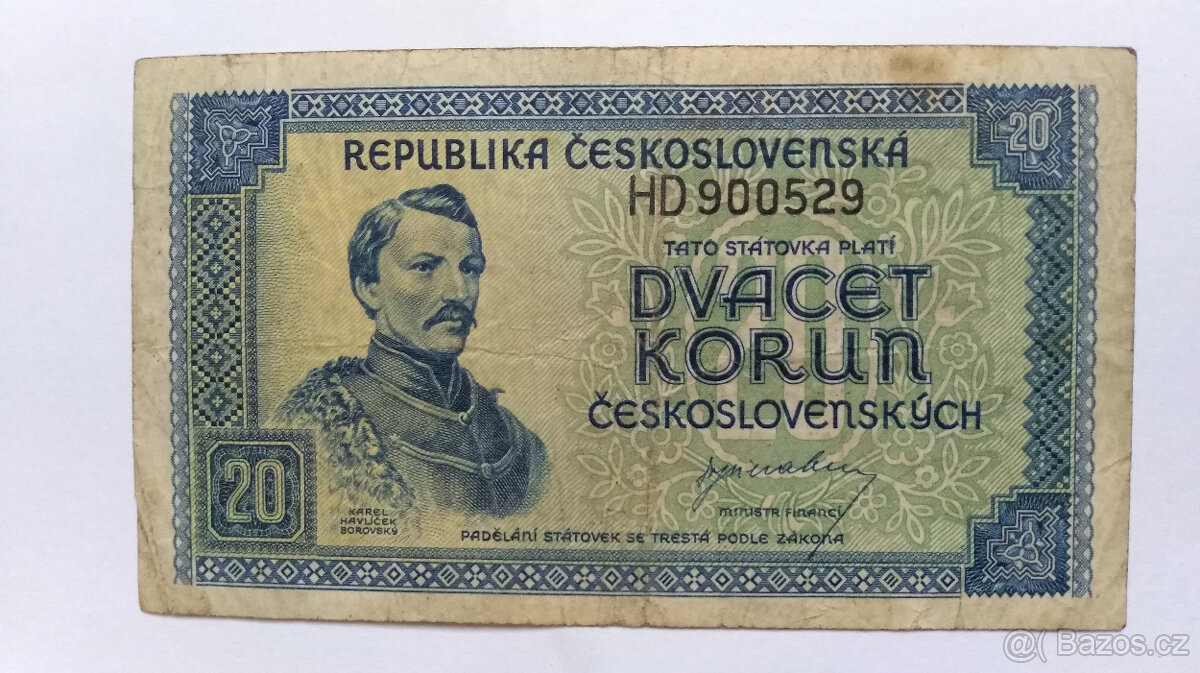 REPUBLIKA ČESKOSLOVENSKÁ
20
HD 900529
TATO STÁTOVKA PLATÍ
DVACET
KORUN
ČESKOSLOVENSKÝCH
20
KAREL
HAVLÍČEK
BOROVSKÝ
MINISTR FINANCÍ
PADĚLÁNÍ STÁTOVEK SE TRESTÁ PODLE ZÁKONA
@( Bazos.cz